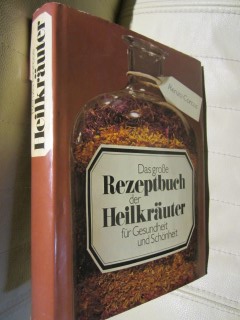 Heilkräuter
Das große
Rezeptbuch
der
Heilkräuter
für Gesundheit
und Schönheit